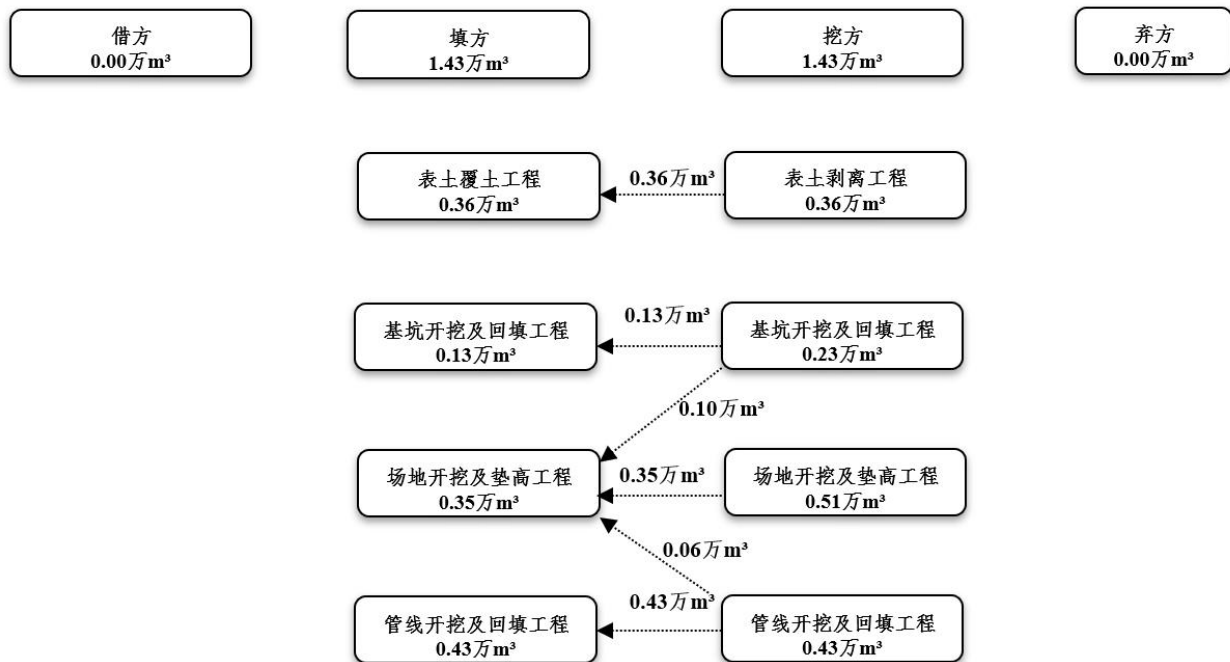 借方
0.00万m³
填方
1.43万m³
挖方
1.43万m³
弃方
0.00万m³
表土覆土工程
0.36万m³
0.36万m³
表土剥离工程
0.36万m³
基坑开挖及回填工程
0.13万m³
0.13万m³
基坑开挖及回填工程
0.23万m³
0.10万m³
场地开挖及垫高工程
0.35万m³
0.35万m³
场地开挖及垫高工程
0.51万m³
0.06万m³
管线开挖及回填工程
0.43万m³
0.43万m³
管线开挖及回填工程
0.43万m³